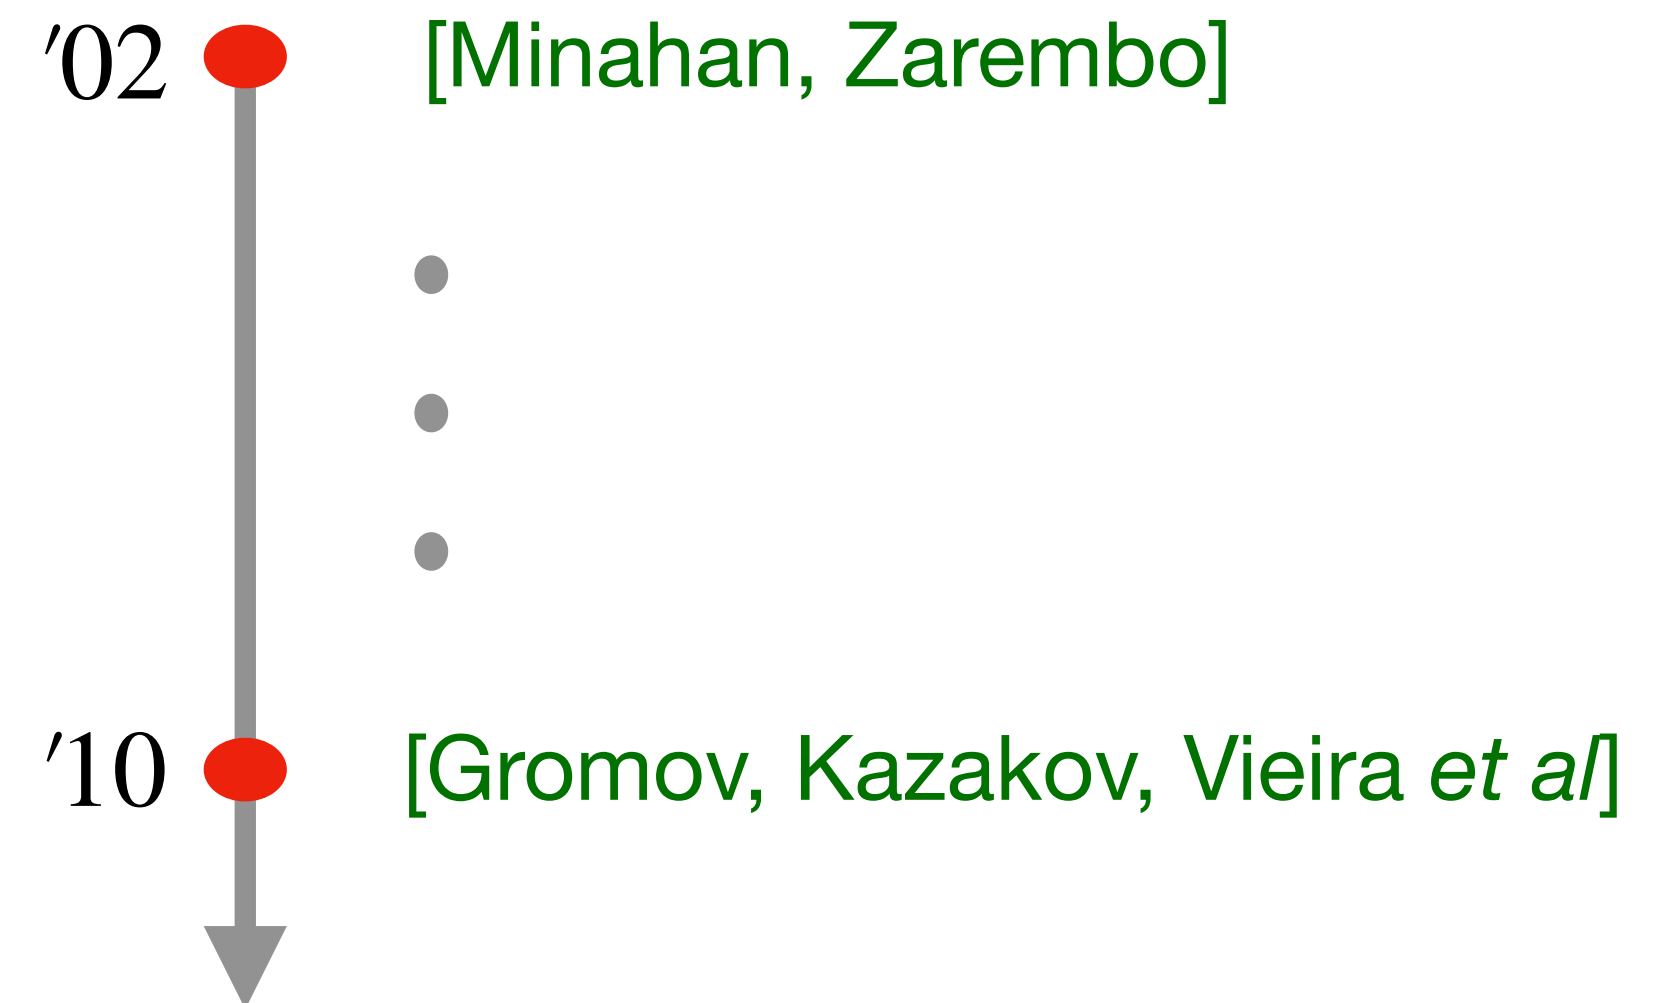 ′02 [Minahan, Zarembo]
′10 [Gromov, Kazakov, Vieira et al]